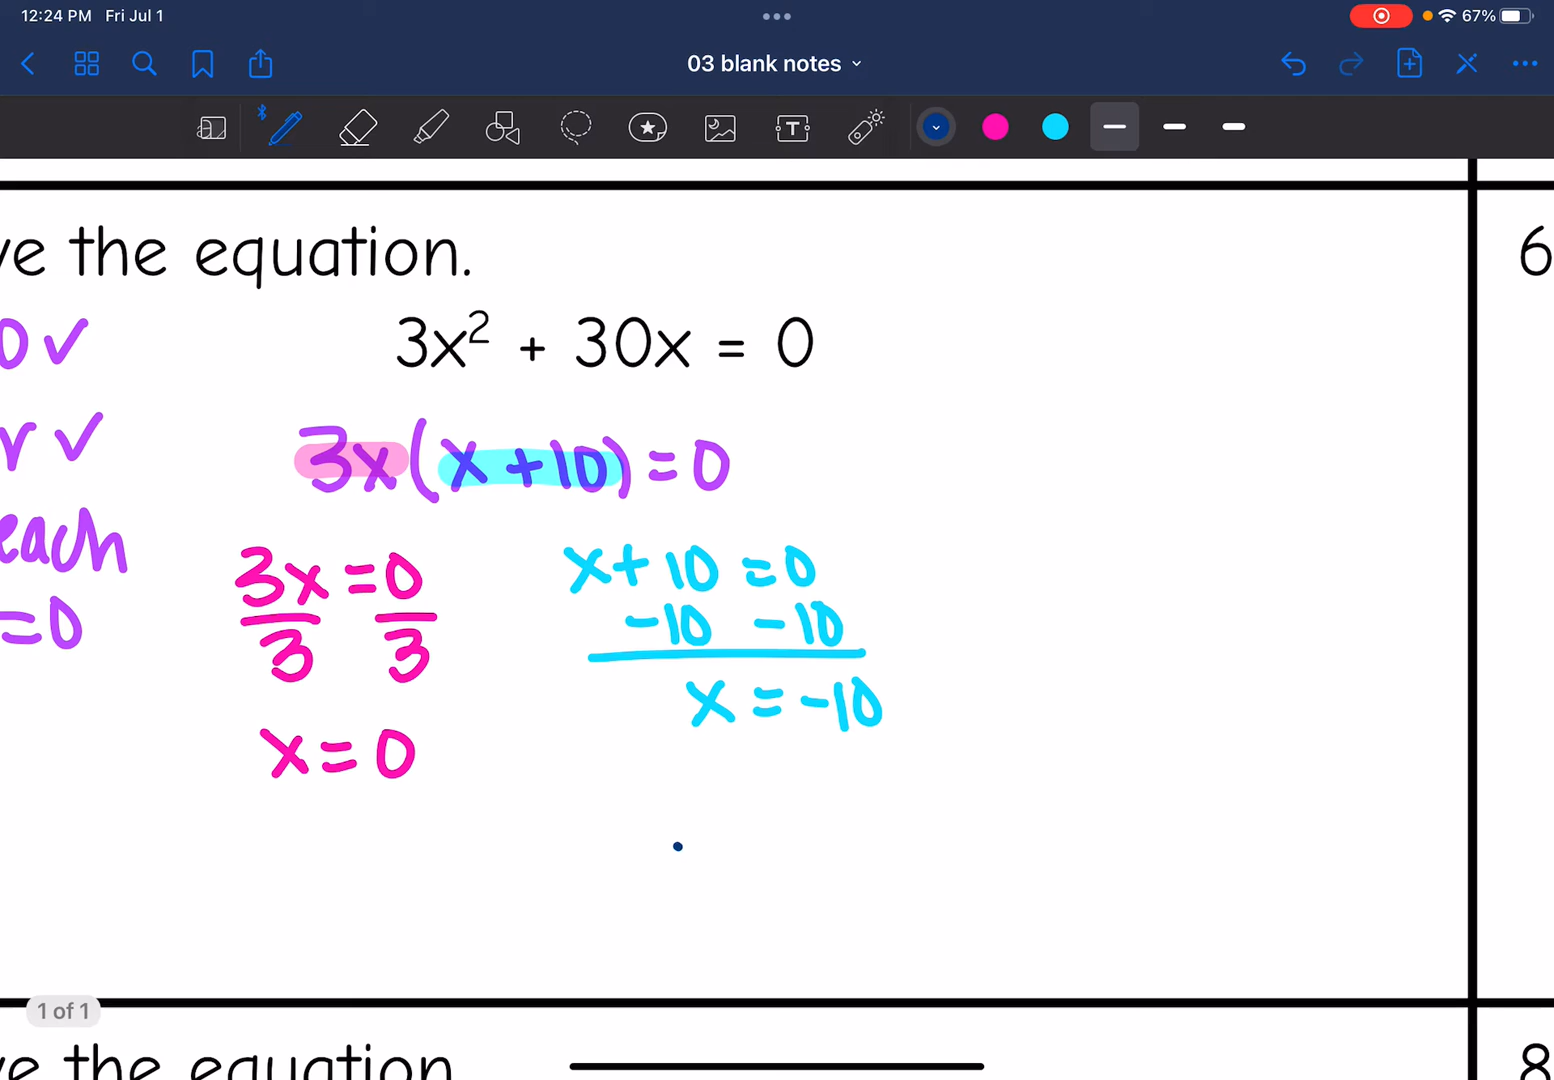 12:24 PM Fri Jul 1
67%
03 blank notes
ve the equation.
6
3x² + 30x = 0
0 ✓
r ✓
3x(x+10)=0
each
=0
3x=0
3 3
x=0
x+10=0
-10 -10
x=-10
1 of 1
ve the equation
8